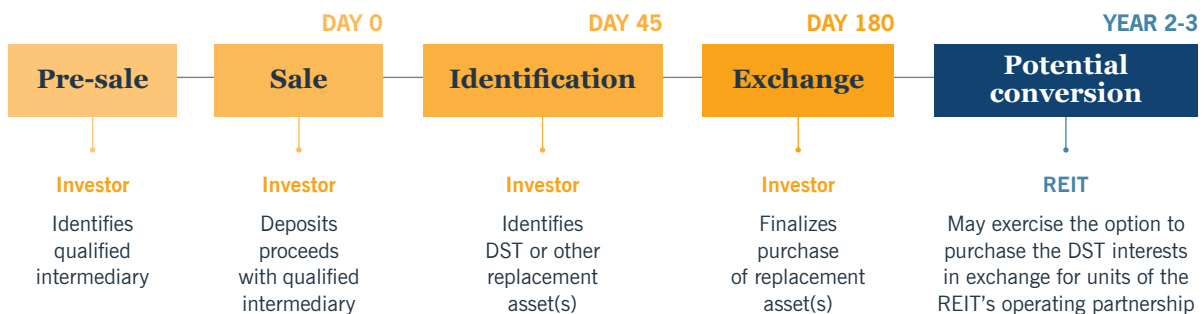 DAY 0
DAY 45
DAY 180
YEAR 2-3
Pre-sale
Sale
Identification
Exchange
Potential
conversion
Investor
Identifies
qualified
intermediary
Investor
Deposits
proceeds
with qualified
intermediary
Investor
Identifies
DST or other
replacement
asset(s)
Investor
Finalizes
purchase
of replacement
asset(s)
REIT
May exercise the option to
purchase the DST interests
in exchange for units of the
REIT’s operating partnership